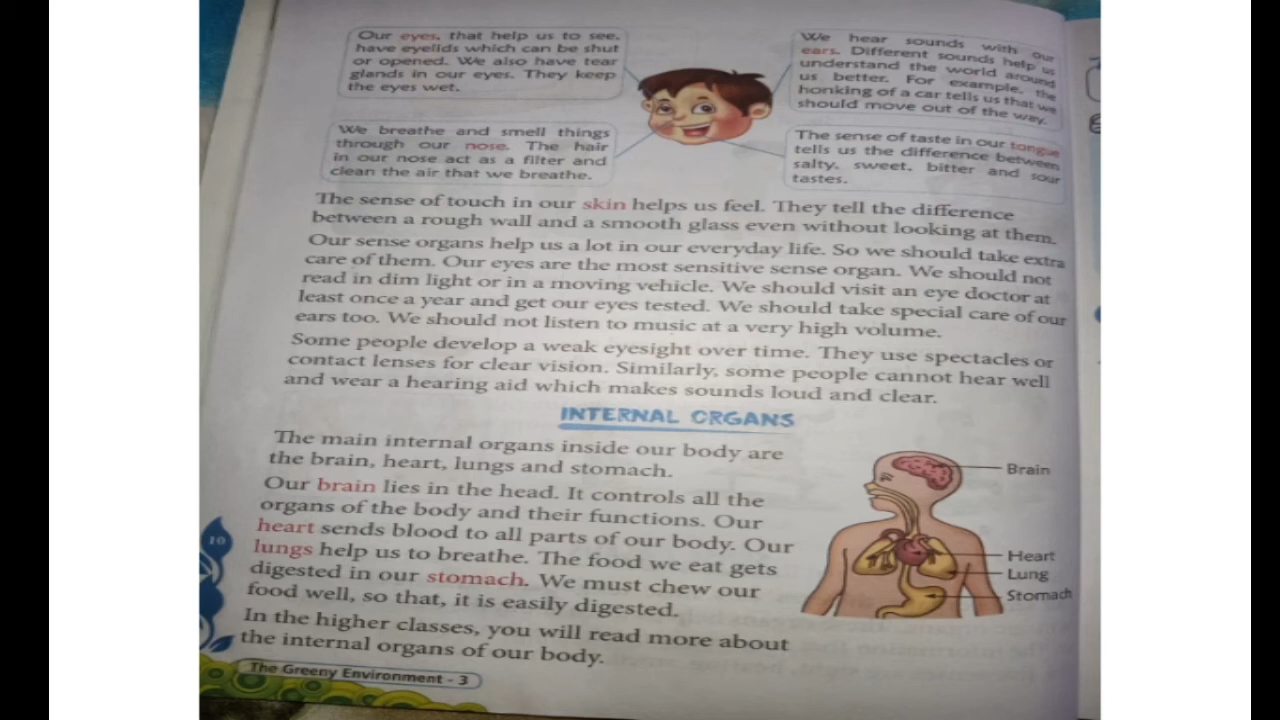 Our eyes, that help us to see,
have eyelids which can be shut
or opened. We also have tear
glands in our eyes. They keep
the eyes wet.
We hear sounds with our
ears. Different sounds help us
understand the world around
us better. For example, the
honking of a car tells us that we
should move out of the way.
We breathe and smell things
through our nose. The hair
in our nose act as a filter and
clean the air that we breathe.
The sense of taste in our tongue
tells us the difference between
salty, sweet, bitter and sour
tastes.
The sense of touch in our skin helps us feel. They tell the difference
between a rough wall and a smooth glass even without looking at them.
Our sense organs help us a lot in our everyday life. So we should take extra
care of them. Our eyes are the most sensitive sense organ. We should not
read in dim light or in a moving vehicle. We should visit an eye doctor at
least once a year and get our eyes tested. We should take special care of our
ears too. We should not listen to music at a very high volume.
Some people develop a weak eyesight over time. They use spectacles or
contact lenses for clear vision. Similarly, some people cannot hear well
and wear a hearing aid which makes sounds loud and clear.
INTERNAL ORGANS
The main internal organs inside our body are
the brain, heart, lungs and stomach.
Our brain lies in the head. It controls all the
organs of the body and their functions. Our
heart sends blood to all parts of our body. Our
lungs help us to breathe. The food we eat gets
digested in our stomach. We must chew our
food well, so that, it is easily digested.
In the higher classes, you will read more about
the internal organs of our body.
Brain
Heart
Lung
Stomach
10
The Greeny Environment - 3